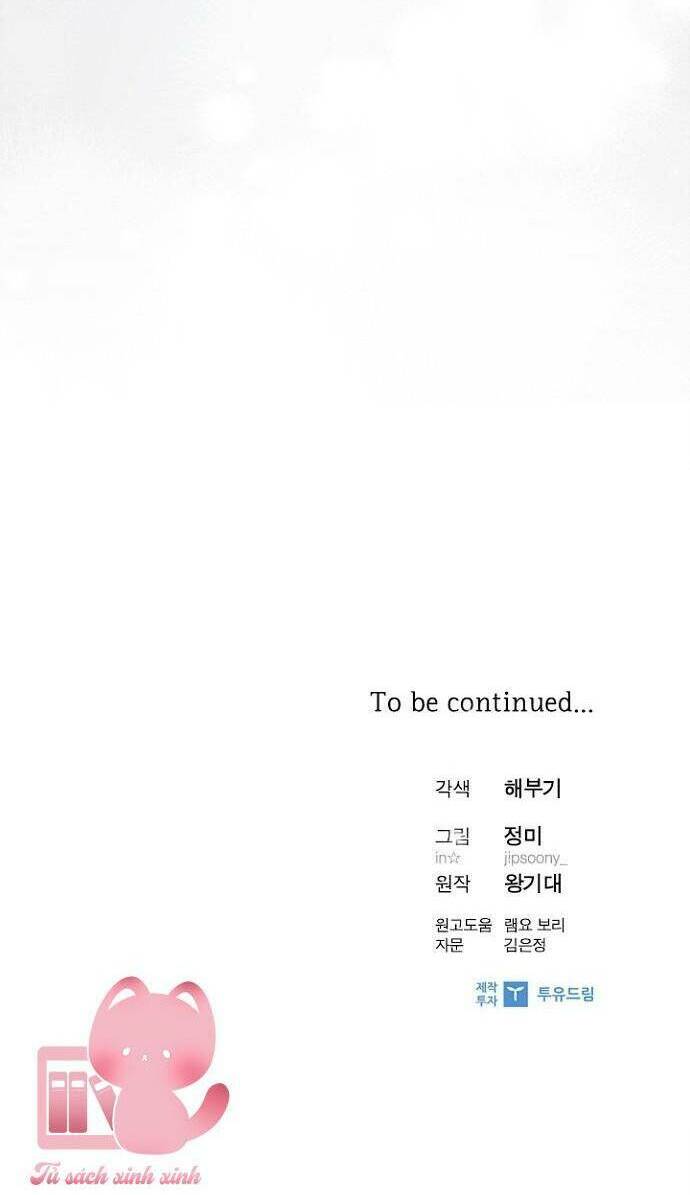 To be continued...
각색 해부기
그림 정미
in☆ jipsoony_
원작 왕기대
원고도움 램요 보리
자문 김은정
제작 투자 투유드림
Tủ sách xinh xinh